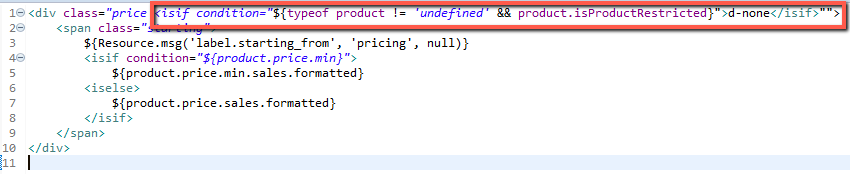 1 <div class="price <isif condition="${typeof product != 'undefined' && product.isProductRestricted}">d-none</isif>"">
2 <span class="starting">
3 ${Resource.msg('label.starting_from', 'pricing', null)}
4 <isif condition="${product.price.min}">
5 ${product.price.min.sales.formatted}
6 <iselse>
7 ${product.price.sales.formatted}
8 </isif>
9 </span>
10 </div>
11